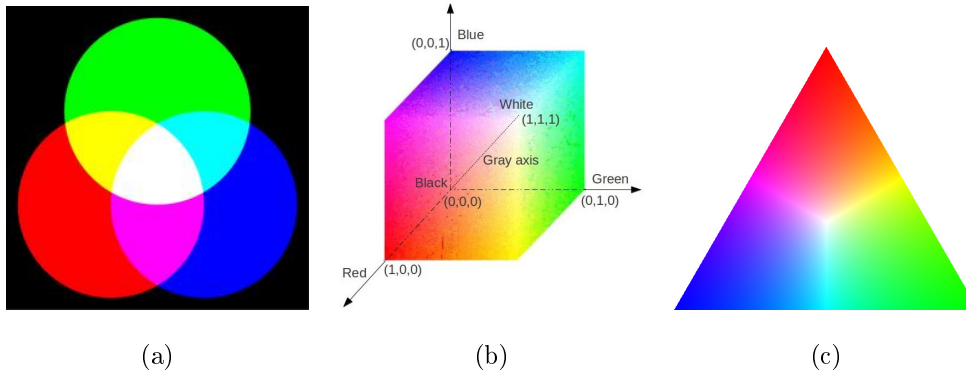 Blue
(0,0,1)
White
(1,1,1)
Gray axis
Black
(0,0,0)
Green
(0,1,0)
Red
(1,0,0)
(a)
(b)
(c)